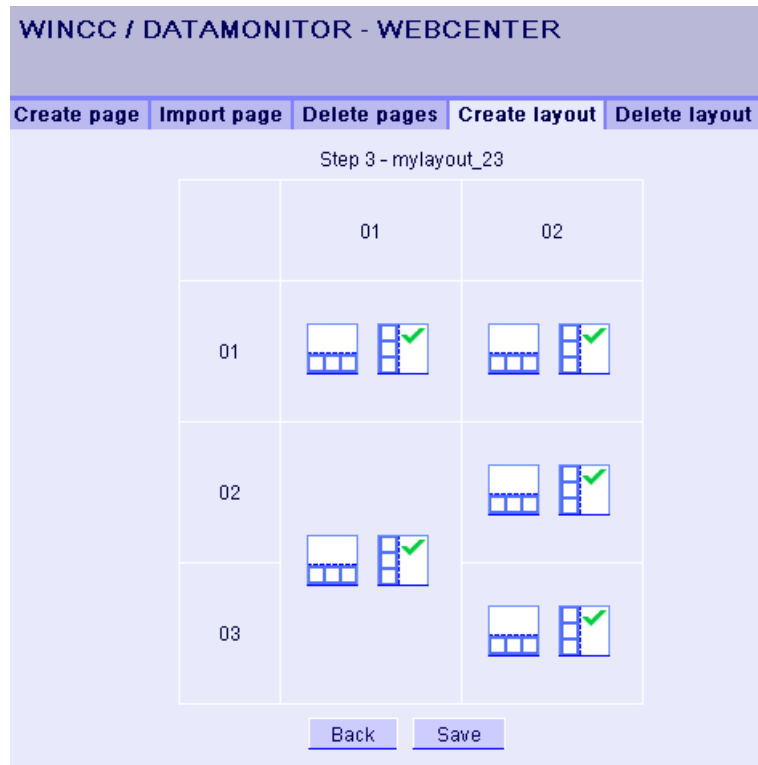 WINCC / DATAMONITOR - WEBCENTER
Create page Import page Delete pages Create layout Delete layout
Step 3 - mylayout_23
01 02
01
02
03
Back Save